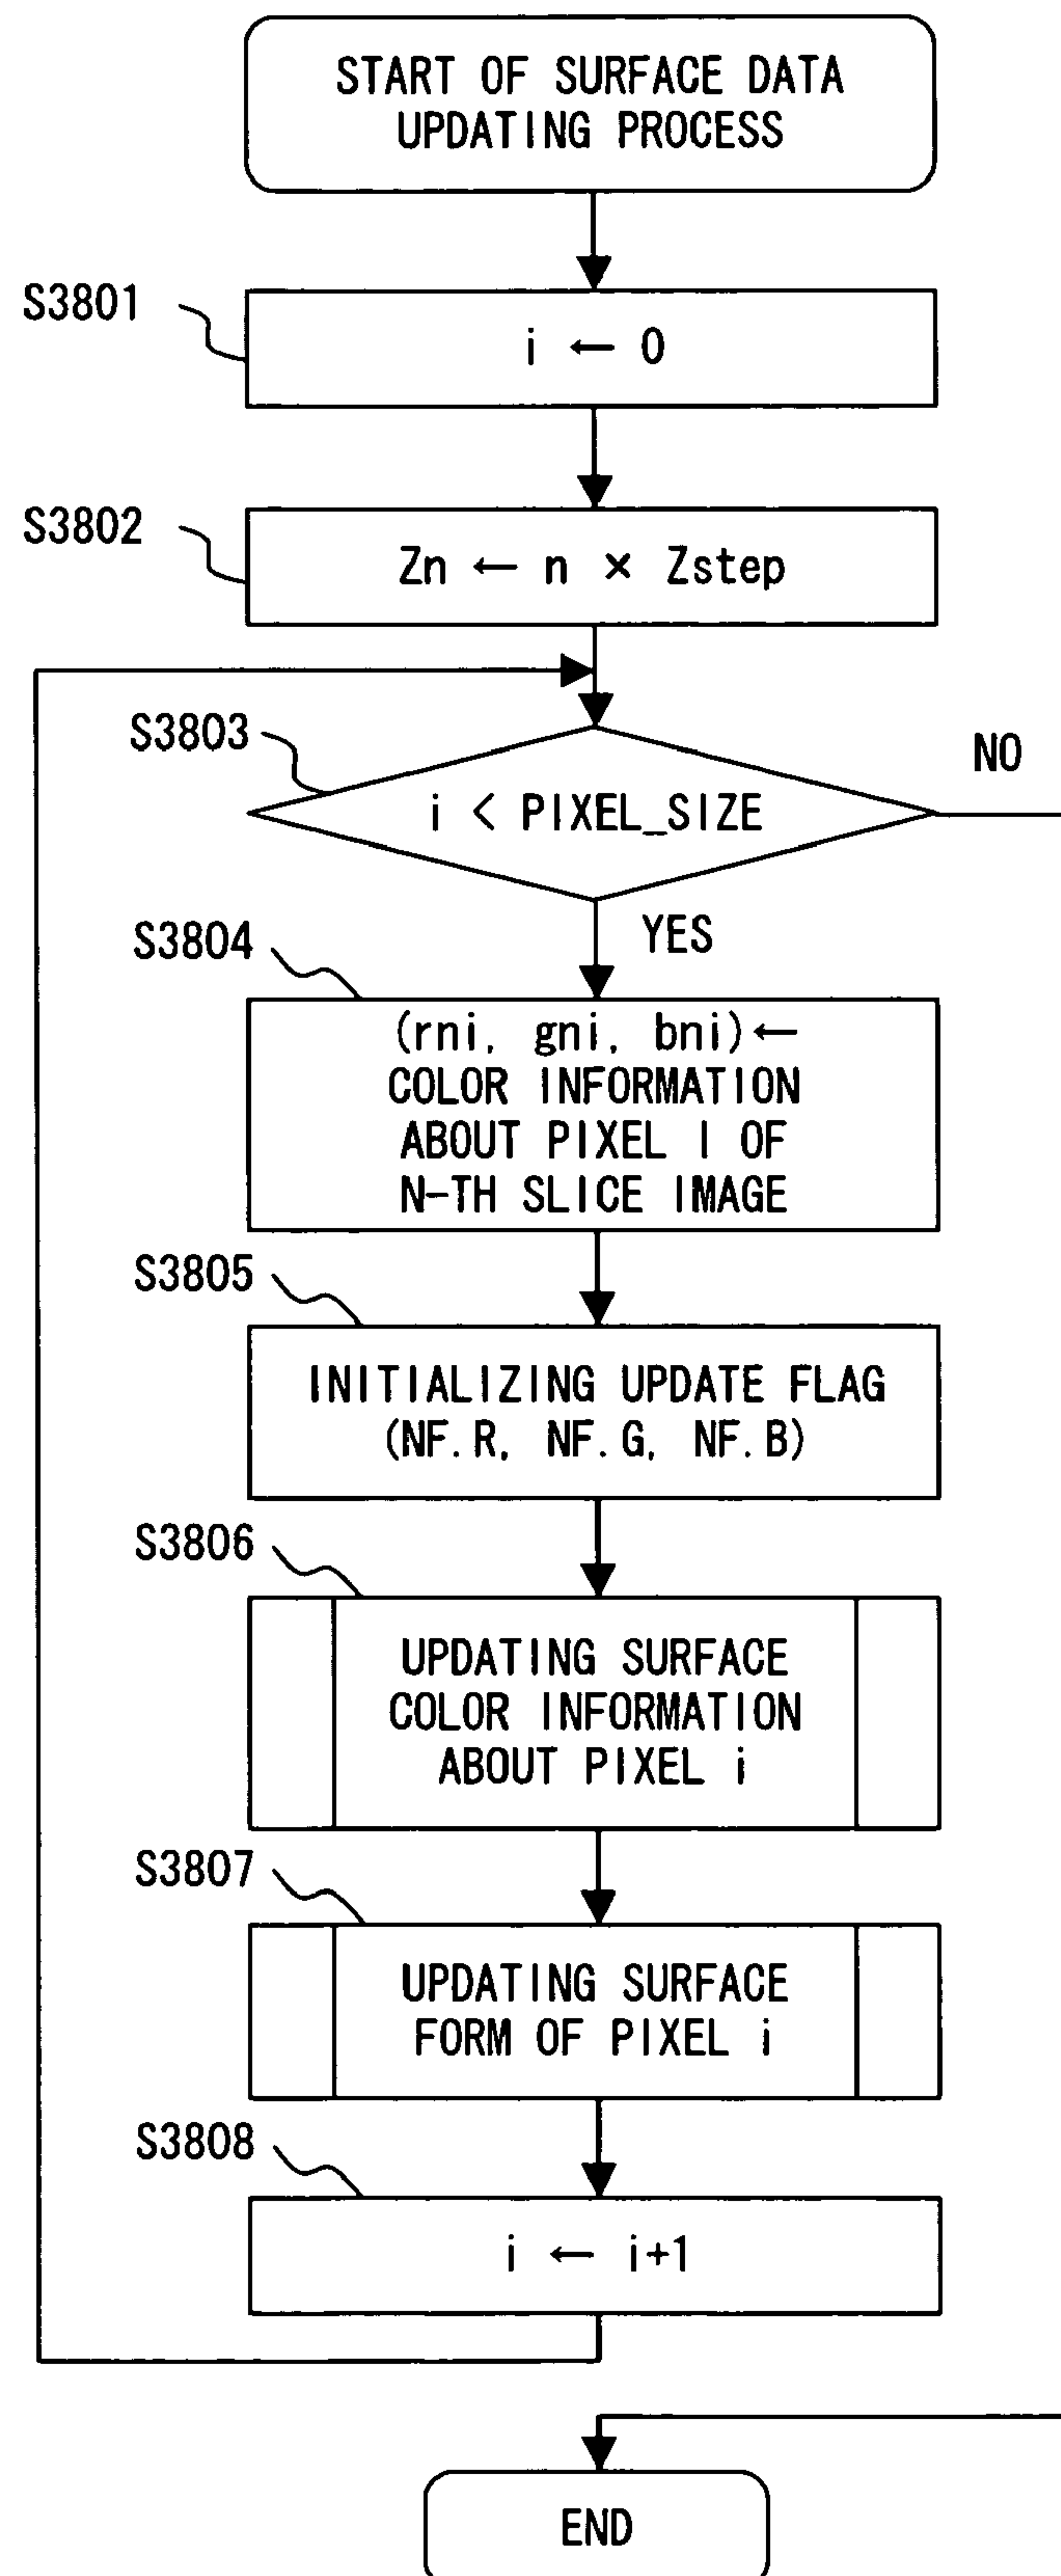 START OF SURFACE DATA
UPDATING PROCESS
S3801
i ← 0
S3802
Zn ← n × Zstep
S3803
i < PIXEL_SIZE
NO
YES
S3804
(rni, gni, bni)←
COLOR INFORMATION
ABOUT PIXEL I OF
N-TH SLICE IMAGE
S3805
INITIALIZING UPDATE FLAG
(NF.R, NF.G, NF.B)
S3806
UPDATING SURFACE
COLOR INFORMATION
ABOUT PIXEL i
S3807
UPDATING SURFACE
FORM OF PIXEL i
S3808
i ← i+1
END